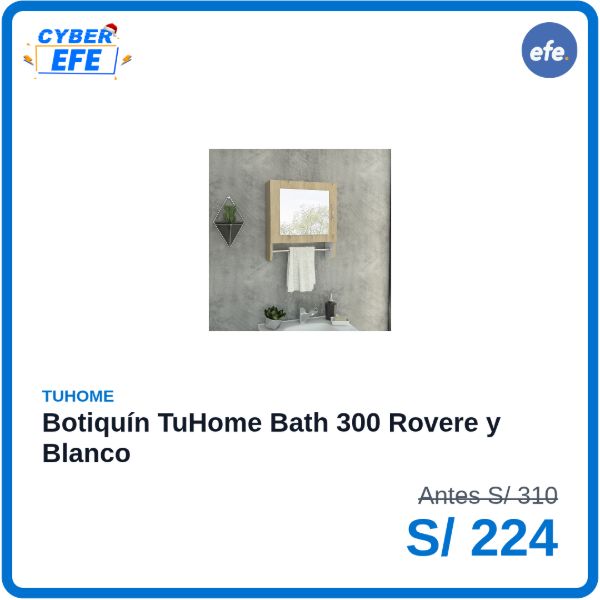 CYBER
EFE
efe.
TUHOME
Botiquín TuHome Bath 300 Rovere y
Blanco
Antes S/ 310
S/ 224